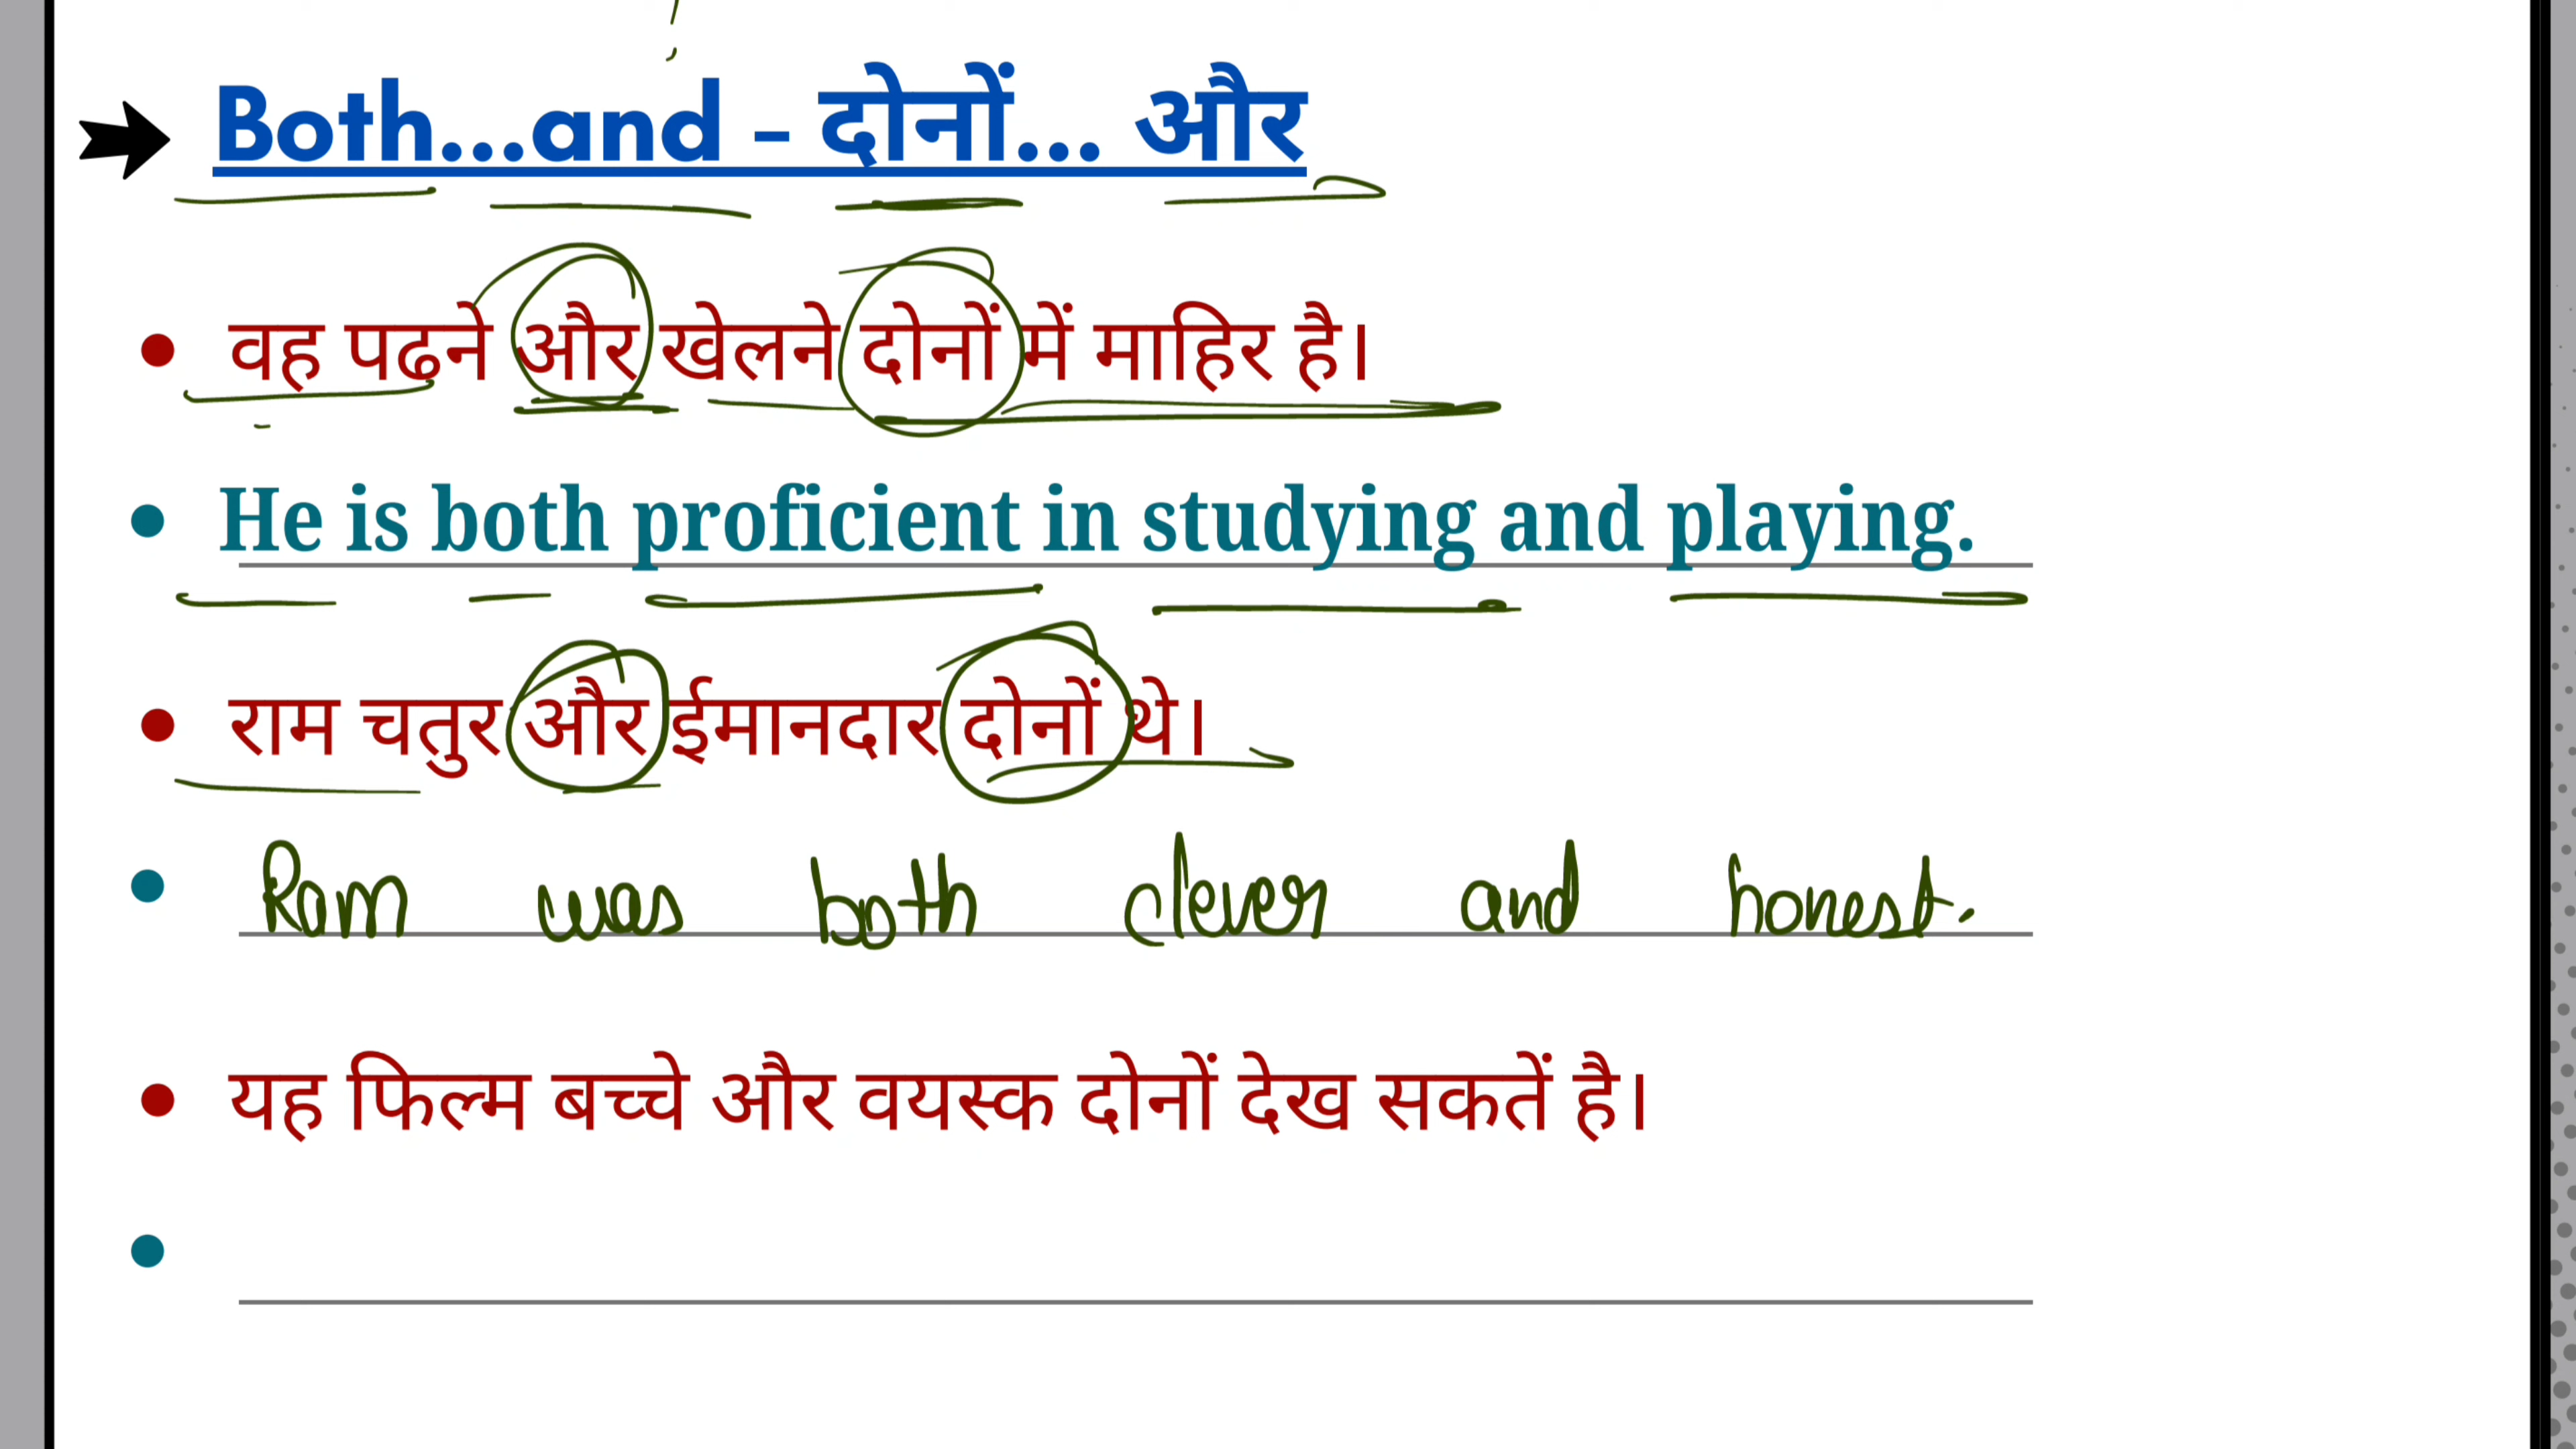 Both...and – दोनों... और
वह पढने और खेलने दोनों में माहिर है।
He is both proficient in studying and playing.
राम चतुर और ईमानदार दोनों थे।
Ram was both clever and honest.
यह फिल्म बच्चे और वयस्क दोनों देख सकतें है।